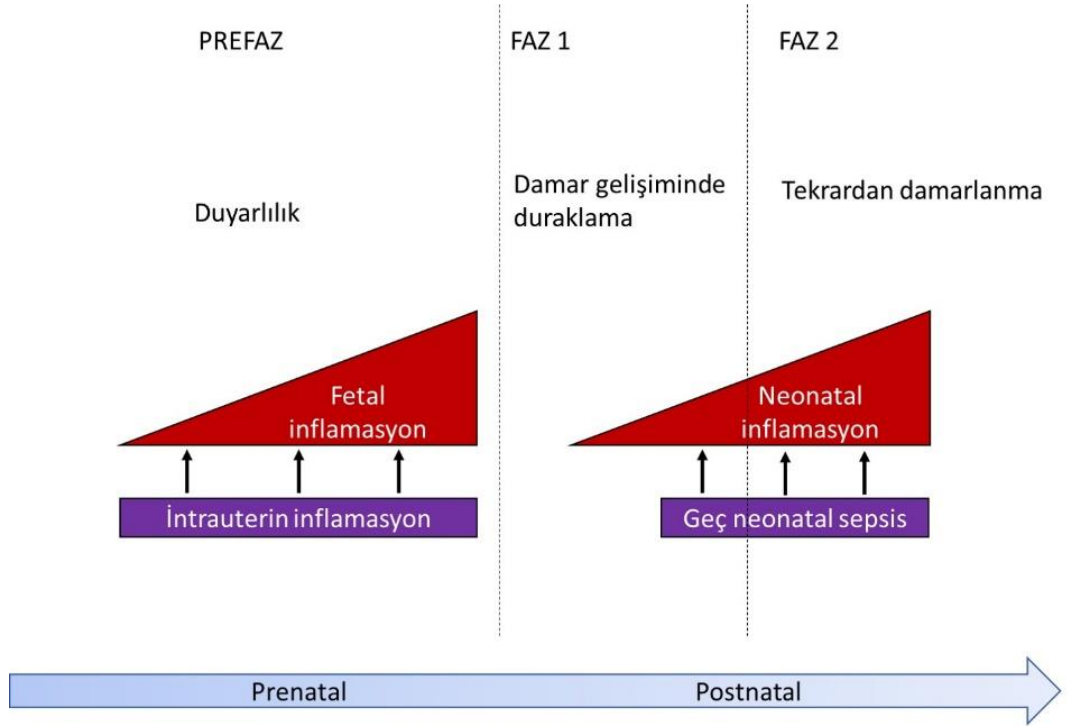 PREFAZ
FAZ 1
FAZ 2
Duyarlılık
Damar gelişiminde
duraklama
Tekrardan damarlanma
Fetal
inflamasyon
Neonatal
inflamasyon
İntrauterin inflamasyon
Geç neonatal sepsis
Prenatal
Postnatal